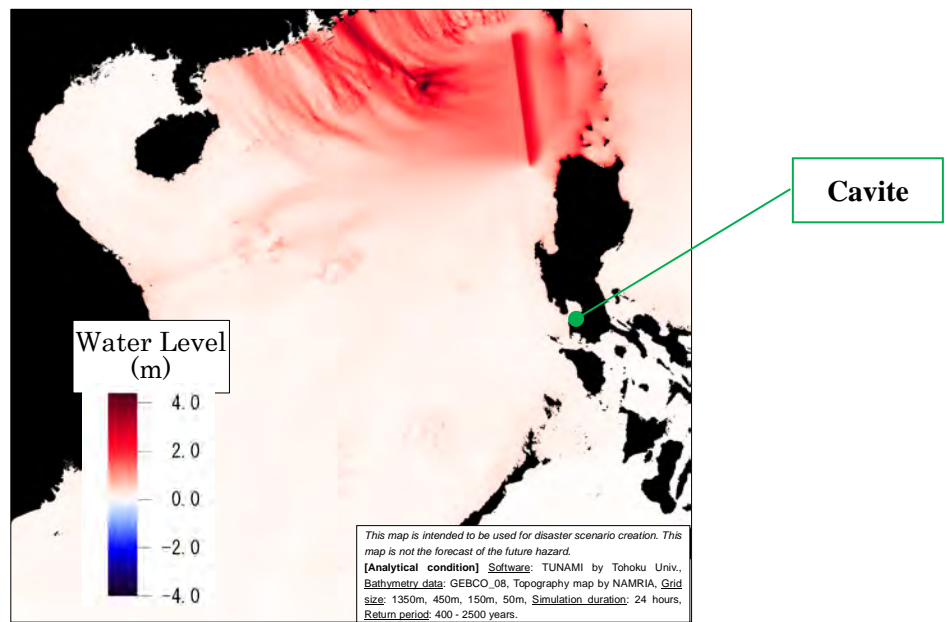 Cavite
Water Level
(m)
4.0
2.0
0.0
-2.0
-4.0
This map is intended to be used for disaster scenario creation. This
map is not the forecast of the future hazard.
[Analytical condition] Software: TUNAMI by Tohoku Univ.,
Bathymetry data: GEBCO_08, Topography map by NAMRIA, Grid
size: 1350m, 450m, 150m, 50m, Simulation duration: 24 hours,
Return period: 400 - 2500 years.